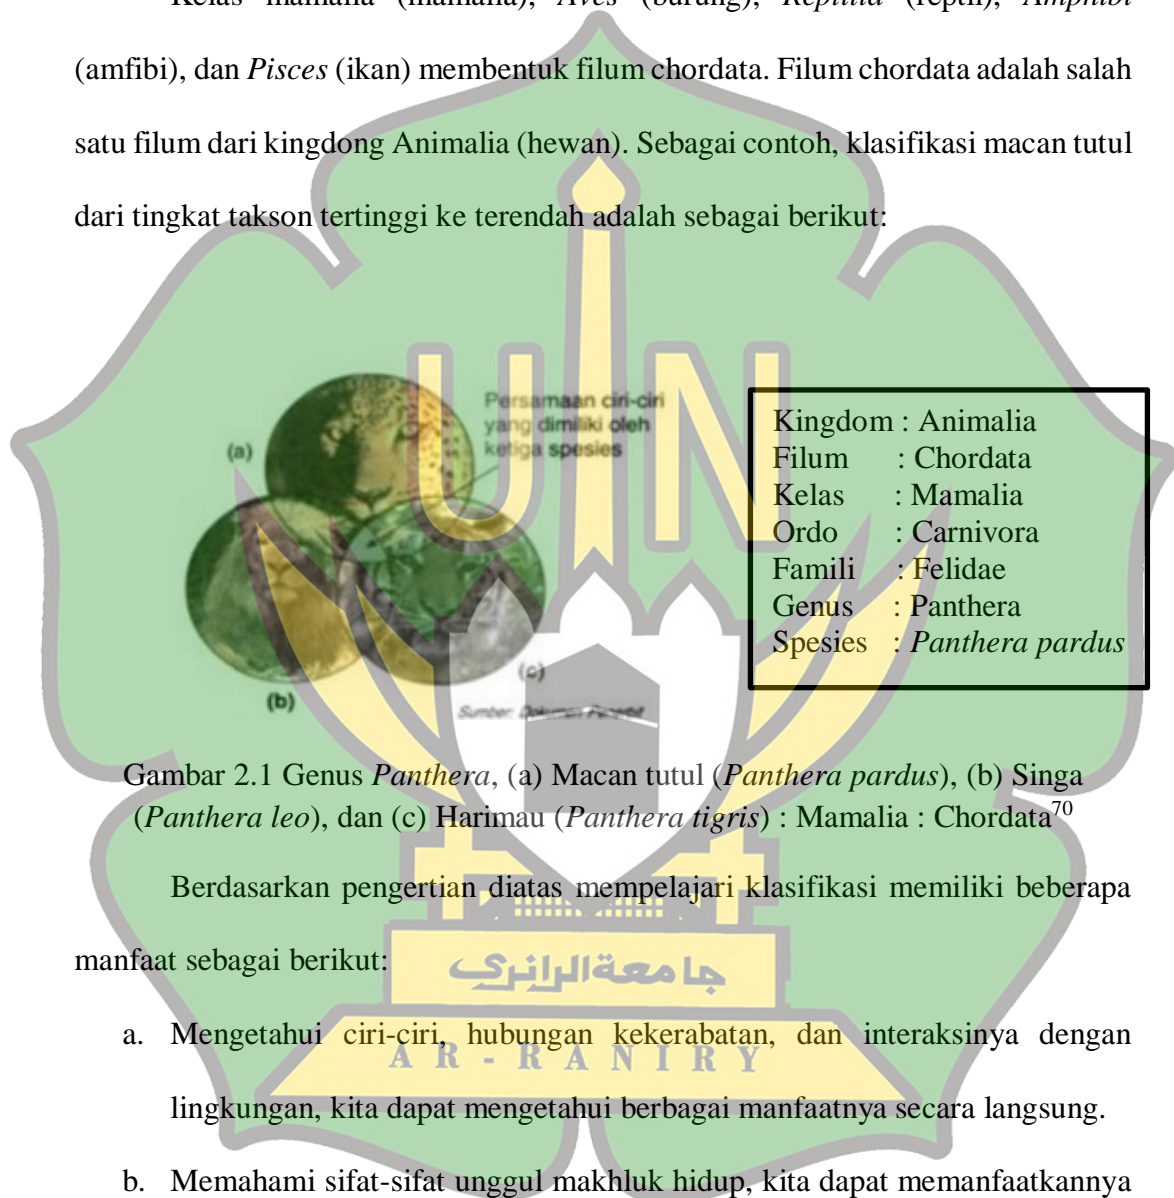 Kelas mamalia (mamalia), Aves (burung), Reptilia (reptil), Amphibi
(amfibi), dan Pisces (ikan) membentuk filum chordata. Filum chordata adalah salah
satu filum dari kingdong Animalia (hewan). Sebagai contoh, klasifikasi macan tutul
dari tingkat takson tertinggi ke terendah adalah sebagai berikut:
UIN
(a)
Persamaan ciri-ciri
yang dimiliki oleh
ketiga spesies
(b)
(c)
Sumber: Dokumen Penerbit
Kingdom : Animalia
Filum : Chordata
Kelas : Mamalia
Ordo : Carnivora
Famili : Felidae
Genus : Panthera
Spesies : Panthera pardus
Gambar 2.1 Genus Panthera, (a) Macan tutul (Panthera pardus), (b) Singa
(Panthera leo), dan (c) Harimau (Panthera tigris) : Mamalia : Chordata70
Berdasarkan pengertian diatas mempelajari klasifikasi memiliki beberapa
manfaat sebagai berikut:
جامعة الرانري
a. Mengetahui ciri-ciri, hubungan kekerabatan, dan interaksinya dengan
AR-RANIRY
lingkungan, kita dapat mengetahui berbagai manfaatnya secara langsung.
b. Memahami sifat-sifat unggul makhluk hidup, kita dapat memanfaatkannya